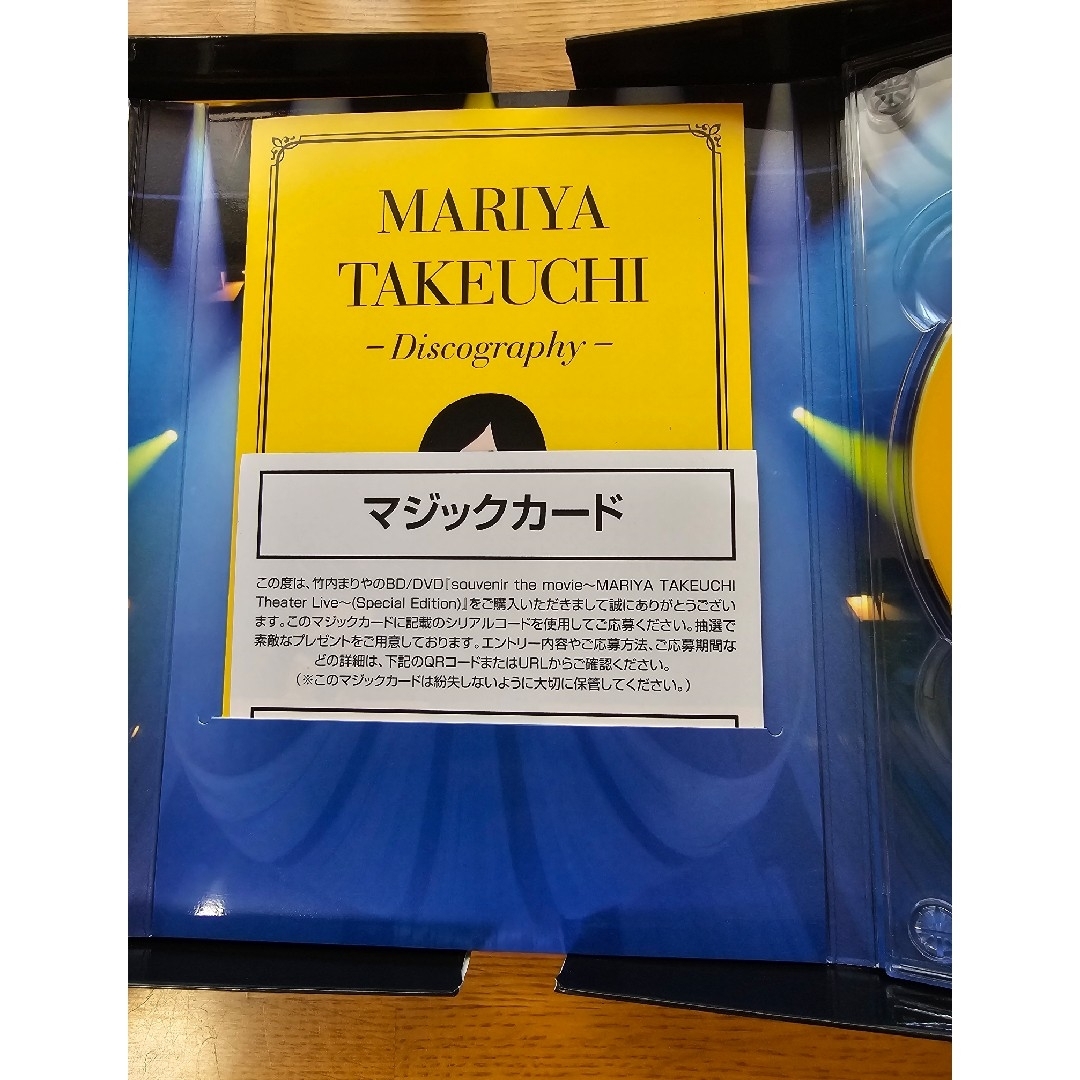 MARIYA
TAKEUCHI
- Discography -
マジックカード
この度は、竹内まりやのBD/DVD『souvenir the movie〜MARIYA TAKEUCHI
Theater Live〜(Special Edition)』をご購入いただきまして誠にありがとうござい
ます。このマジックカードに記載のシリアルコードを使用してご応募ください。抽選で
素敵なプレゼントをご用意しております。エントリー内容やご応募方法、ご応募期間な
どの詳細は、下記のQRコードまたはURLからご確認ください。
(※このマジックカードは紛失しないように大切に保管してください。)